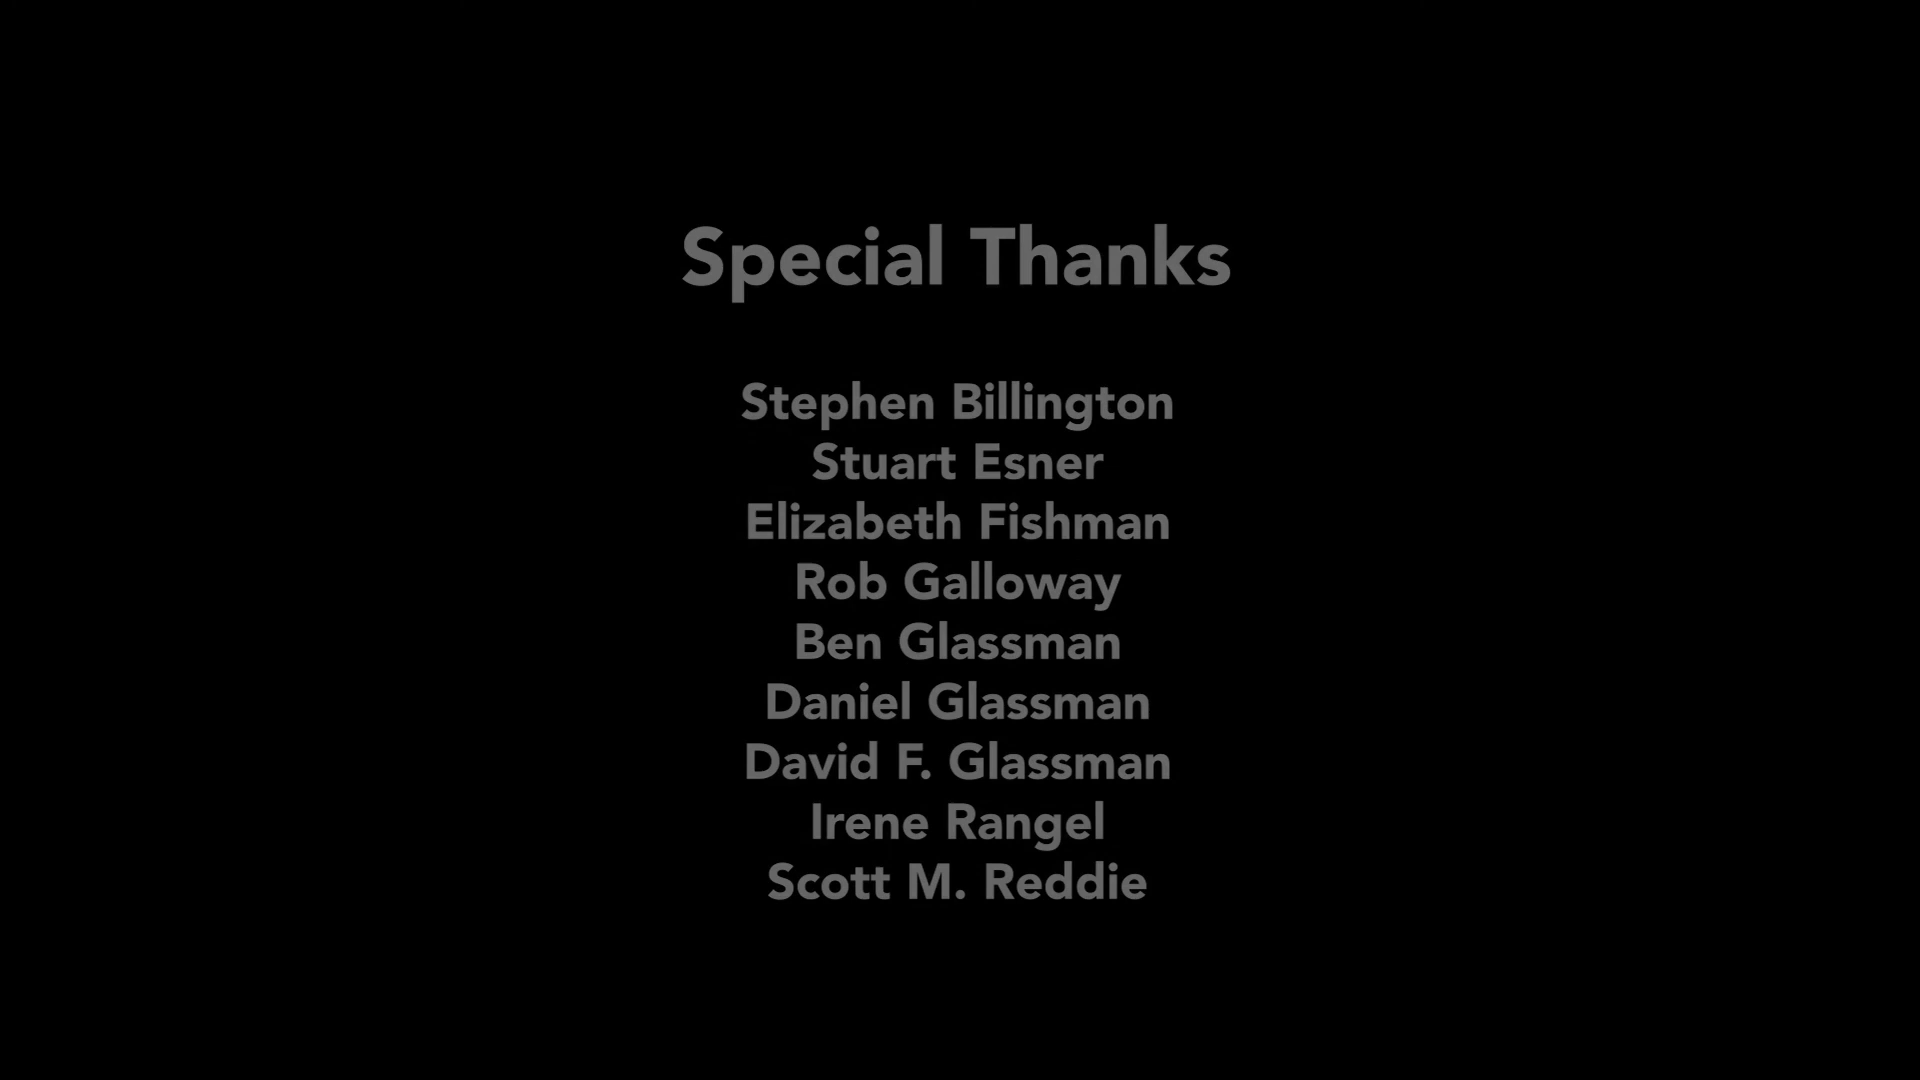 Special Thanks
Stephen Billington
Stuart Esner
Elizabeth Fishman
Rob Galloway
Ben Glassman
Daniel Glassman
David F. Glassman
Irene Rangel
Scott M. Reddie